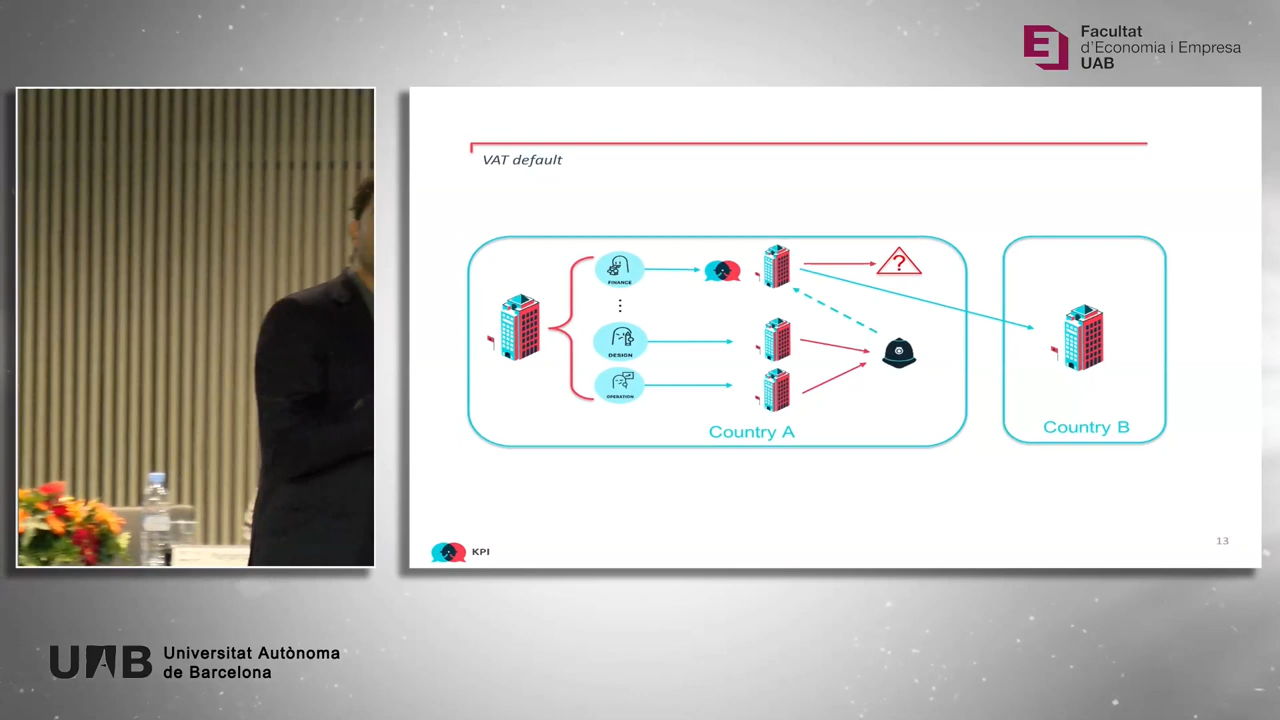 Facultat
d'Economia i Empresa
UAB
VAT default
FINANCE
?
DESIGN
OPERATION
Country A
Country B
KPI
13
UAB
Universitat Autònoma
de Barcelona